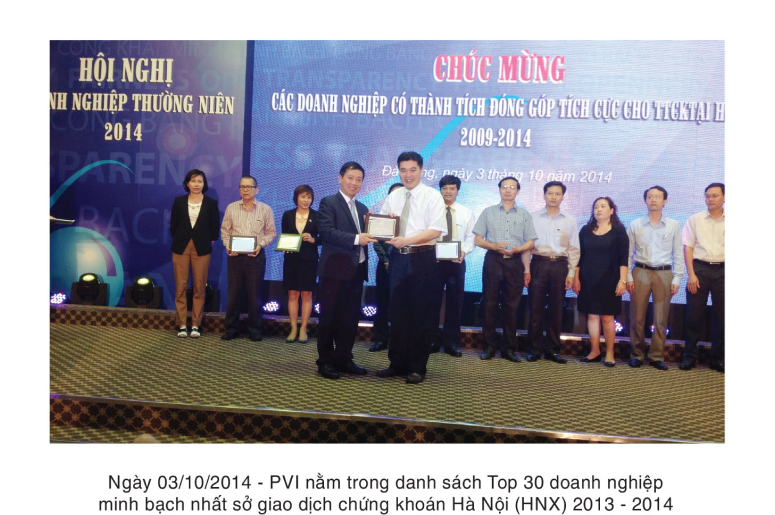 HỘI NGHỊ
NH NGHIỆP THƯỜNG NIÊN
2014
CHÚC MỪNG
CÁC DOANH NGHIỆP CÓ THÀNH TÍCH ĐÓNG GÓP TÍCH CỰC CHO TTCKTẠI H
2009-2014
ngày 3 tháng 10 năm 2014
Ngày 03/10/2014 - PVI nằm trong danh sách Top 30 doanh nghiệp
minh bạch nhất sở giao dịch chứng khoán Hà Nội (HNX) 2013 - 2014